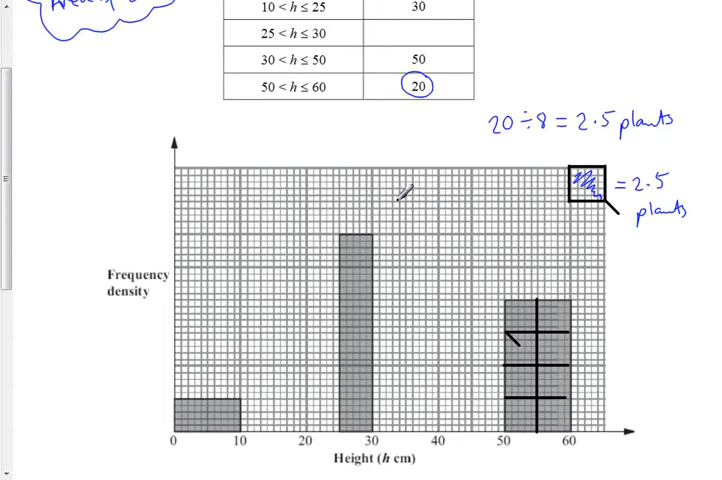 10 < h ≤ 25 30
25 < h ≤ 30
30 < h ≤ 50 50
50 < h ≤ 60 20
20 ÷ 8 = 2.5 plants
= 2.5
plants
Frequency
density
0 10 20 30 40 50 60
Height (h cm)